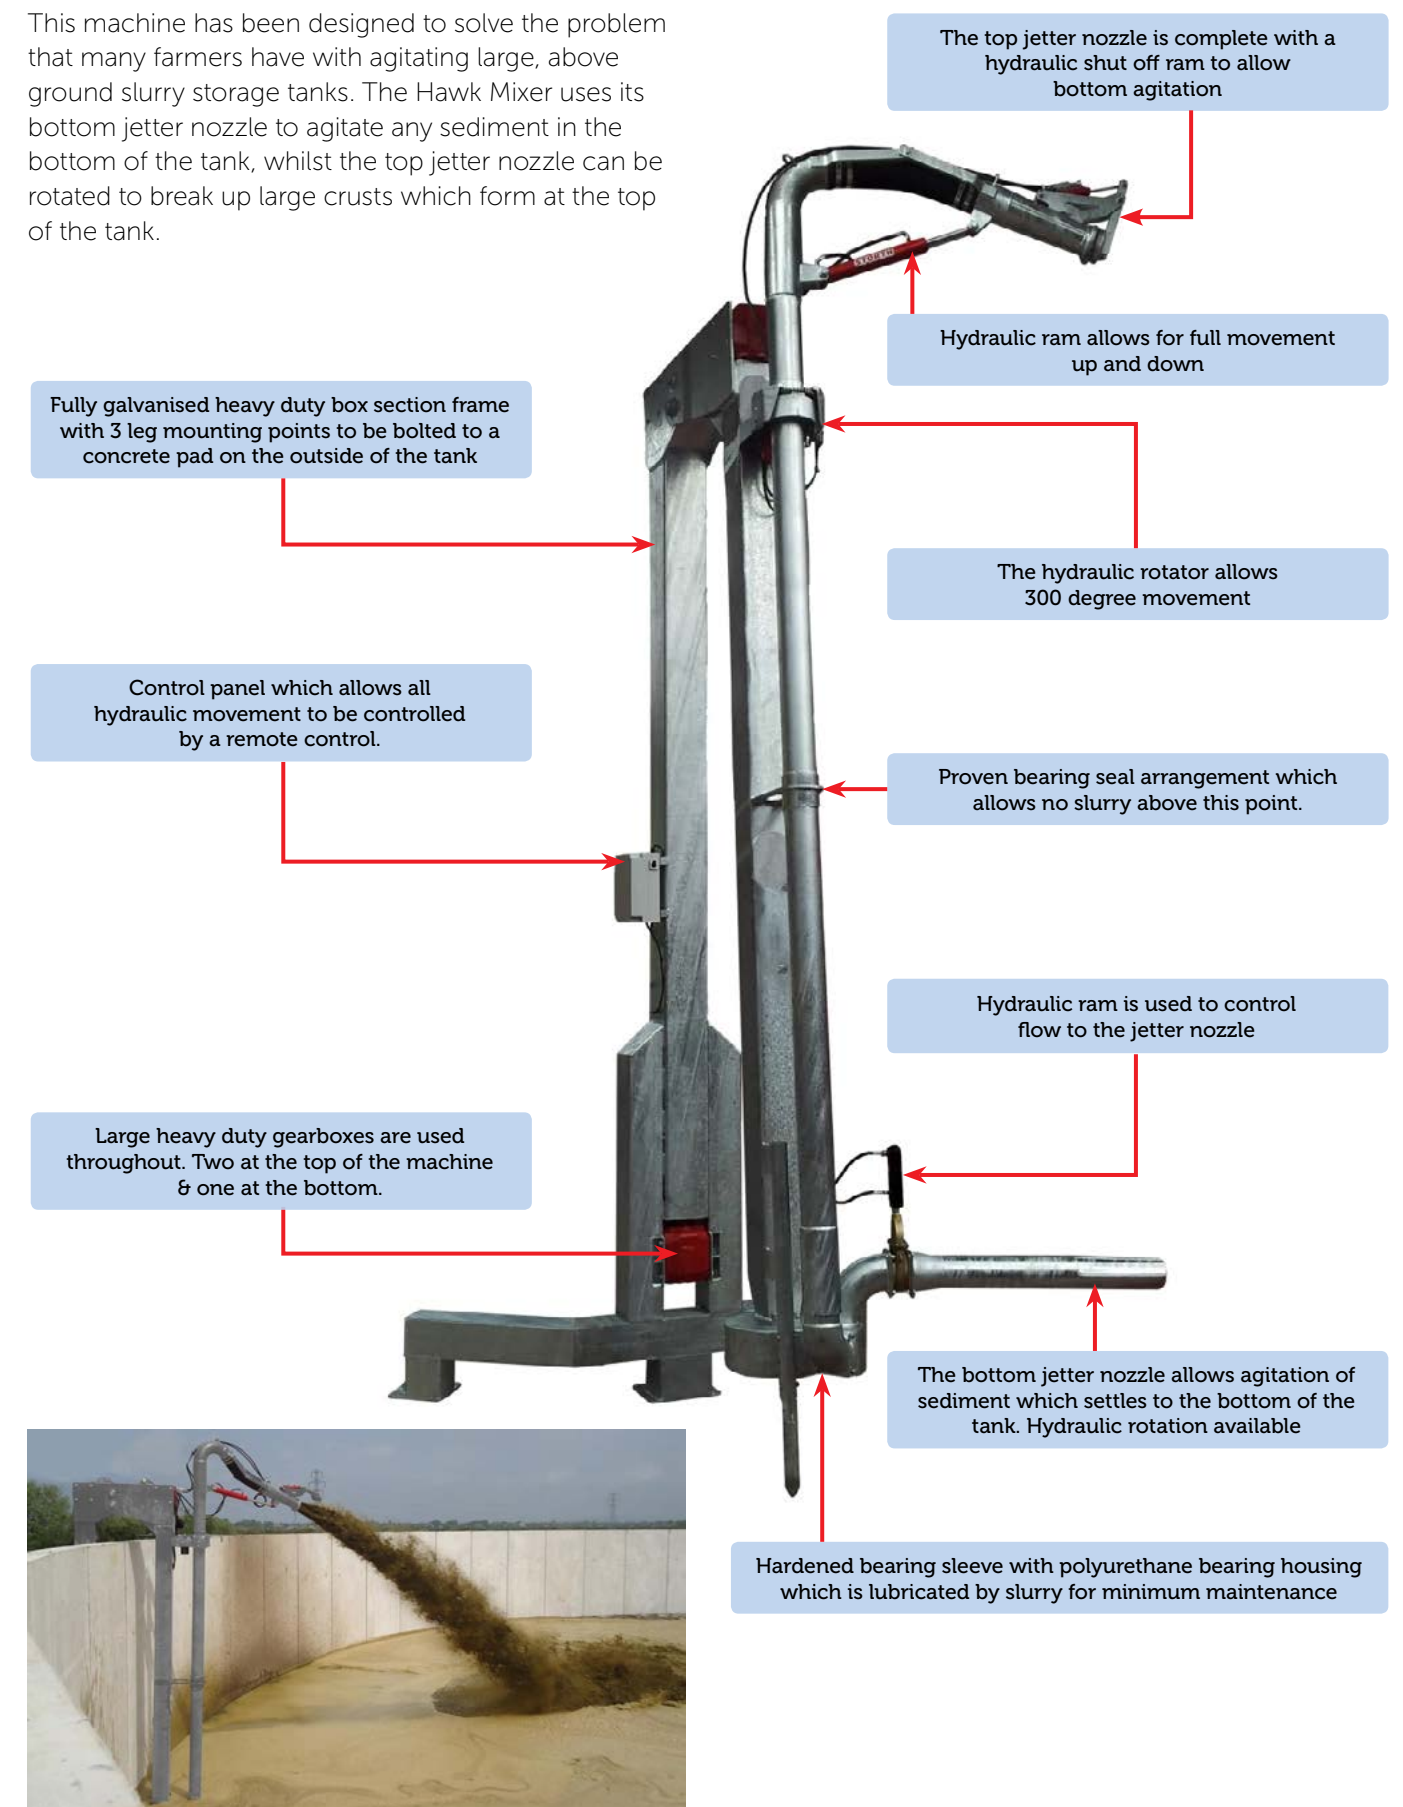 This machine has been designed to solve the problem
that many farmers have with agitating large, above
ground slurry storage tanks. The Hawk Mixer uses its
bottom jetter nozzle to agitate any sediment in the
bottom of the tank, whilst the top jetter nozzle can be
rotated to break up large crusts which form at the top
of the tank.
The top jetter nozzle is complete with a
hydraulic shut off ram to allow
bottom agitation
STORTH
Hydraulic ram allows for full movement
up and down
Fully galvanised heavy duty box section frame
with 3 leg mounting points to be bolted to a
concrete pad on the outside of the tank
The hydraulic rotator allows
300 degree movement
Control panel which allows all
hydraulic movement to be controlled
by a remote control.
Proven bearing seal arrangement which
allows no slurry above this point.
Hydraulic ram is used to control
flow to the jetter nozzle
Large heavy duty gearboxes are used
throughout. Two at the top of the machine
& one at the bottom.
The bottom jetter nozzle allows agitation of
sediment which settles to the bottom of the
tank. Hydraulic rotation available
Hardened bearing sleeve with polyurethane bearing housing
which is lubricated by slurry for minimum maintenance